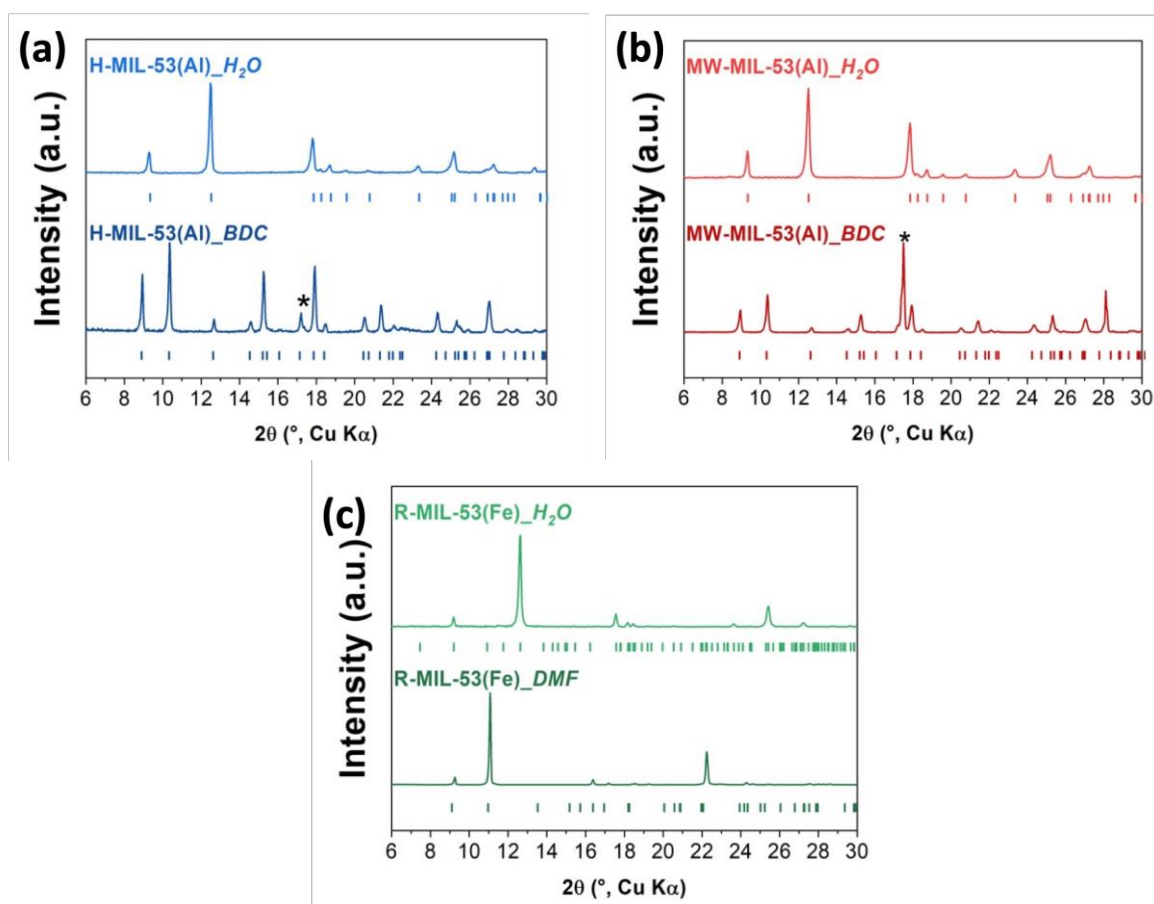 (a)
H-MIL-53(Al)_H₂O
H-MIL-53(Al)_BDC
*
Intensity (a.u.)
6 8 10 12 14 16 18 20 22 24 26 28 30
2θ (°, Cu Kα)
(b)
MW-MIL-53(Al)_H₂O
MW-MIL-53(Al)_BDC
*
Intensity (a.u.)
6 8 10 12 14 16 18 20 22 24 26 28 30
2θ (°, Cu Kα)
(c)
R-MIL-53(Fe)_H₂O
R-MIL-53(Fe)_DMF
Intensity (a.u.)
6 8 10 12 14 16 18 20 22 24 26 28 30
2θ (°, Cu Kα)